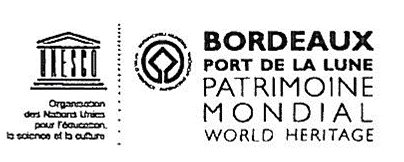 UNESCO
Organisation
des Nations Unies
pour l'éducation,
la science et la culture
BORDEAUX
PORT DE LA LUNE
PATRIMOINE
MONDIAL
WORLD HERITAGE